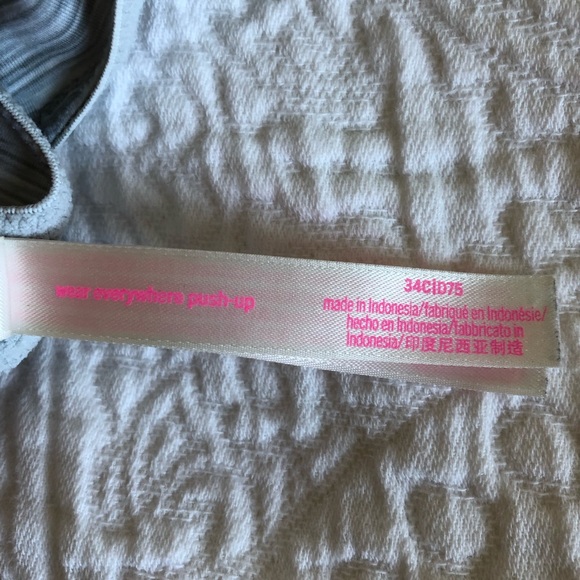 wear everywhere push-up
34C|D75
made in Indonesia/fabriqué en Indonésie/
hecho en Indonesia/fabbricato in
Indonesia/印度尼西亚制造